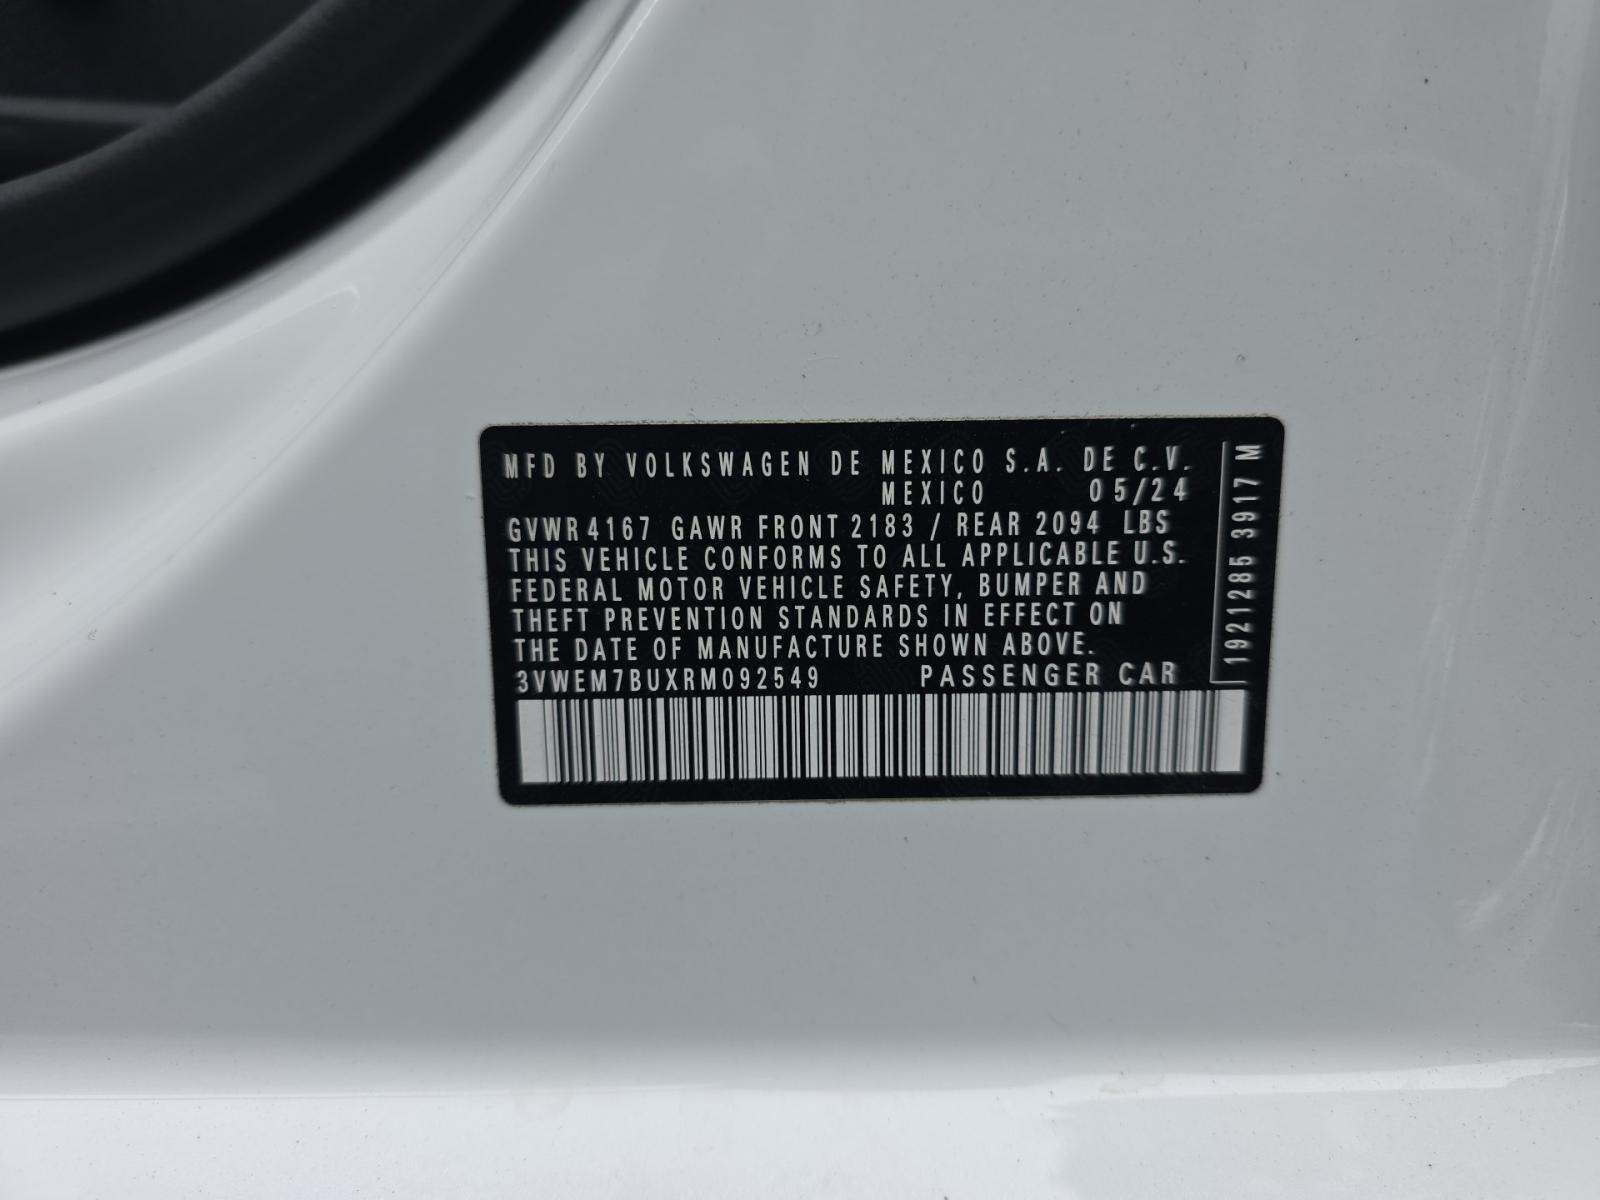 MFD BY VOLKSWAGEN DE MEXICO S.A. DE C.V.
MEXICO 05/24
GVWR 4167 GAWR FRONT 2183 / REAR 2094 LBS
THIS VEHICLE CONFORMS TO ALL APPLICABLE U.S.
FEDERAL MOTOR VEHICLE SAFETY, BUMPER AND
THEFT PREVENTION STANDARDS IN EFFECT ON
THE DATE OF MANUFACTURE SHOWN ABOVE.
3VWEM7BUXRM092549 PASSENGER CAR
1921285 3917 M